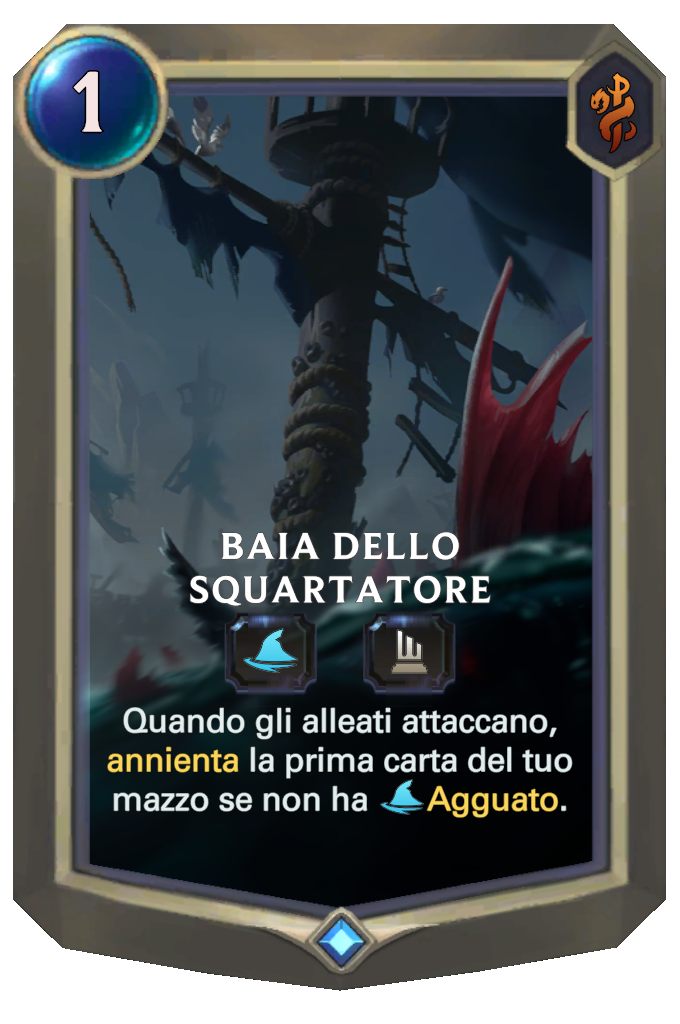 1
BAIA DELLO
SQUARTATORE
Quando gli alleati attaccano,
annienta la prima carta del tuo
mazzo se non ha Agguato.